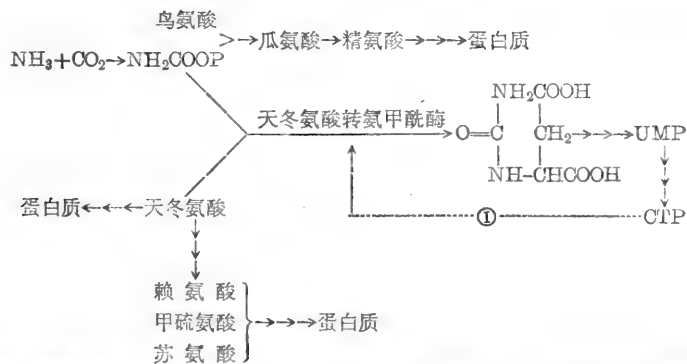 鸟氨酸
NH₃+CO₂→NH₂COOP >→瓜氨酸→精氨酸→→→蛋白质
天冬氨酸转氨甲酰酶
NH₂COOH
O=C CH₂→→→UMP
NH-CHCOOH
蛋白质←←←天冬氨酸
Ⓘ CTP
赖氨酸
甲硫氨酸 →→→蛋白质
苏氨酸